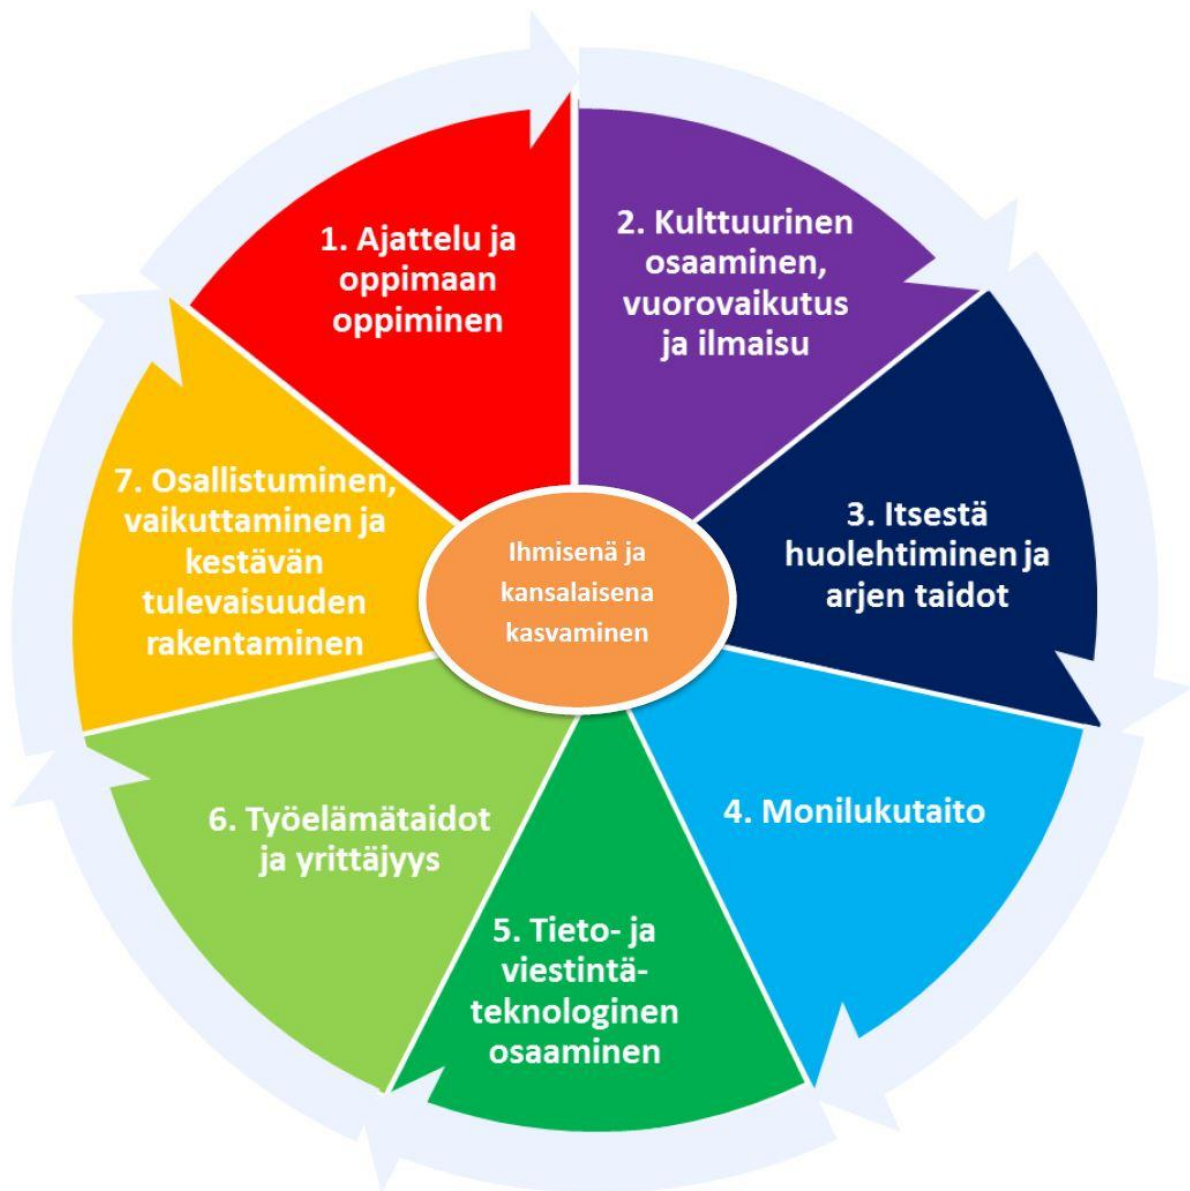 1. Ajattelu ja
oppimaan
oppiminen
2. Kulttuurinen
osaaminen,
vuorovaikutus
ja ilmaisu
3. Itsestä
huolehtiminen ja
arjen taidot
4. Monilukutaito
5. Tieto- ja
viestintä-
teknologinen
osaaminen
6. Työelämätaidot
ja yrittäjyys
7. Osallistuminen,
vaikuttaminen ja
kestävän
tulevaisuuden
rakentaminen
Ihmisenä ja
kansalaisena
kasvaminen